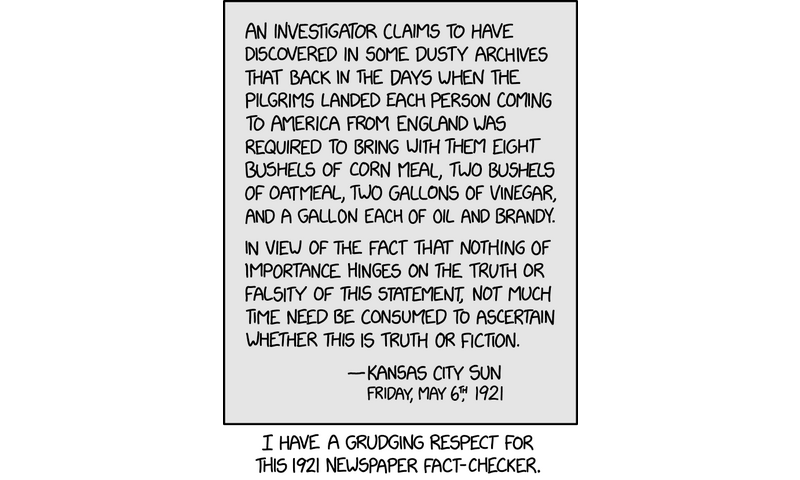 AN INVESTIGATOR CLAIMS TO HAVE
DISCOVERED IN SOME DUSTY ARCHIVES
THAT BACK IN THE DAYS WHEN THE
PILGRIMS LANDED EACH PERSON COMING
TO AMERICA FROM ENGLAND WAS
REQUIRED TO BRING WITH THEM EIGHT
BUSHELS OF CORN MEAL, TWO BUSHELS
OF OATMEAL, TWO GALLONS OF VINEGAR,
AND A GALLON EACH OF OIL AND BRANDY.
IN VIEW OF THE FACT THAT NOTHING OF
IMPORTANCE HINGES ON THE TRUTH OR
FALSITY OF THIS STATEMENT, NOT MUCH
TIME NEED BE CONSUMED TO ASCERTAIN
WHETHER THIS IS TRUTH OR FICTION.
—KANSAS CITY SUN
FRIDAY, MAY 6TH, 1921
I HAVE A GRUDGING RESPECT FOR
THIS 1921 NEWSPAPER FACT-CHECKER.